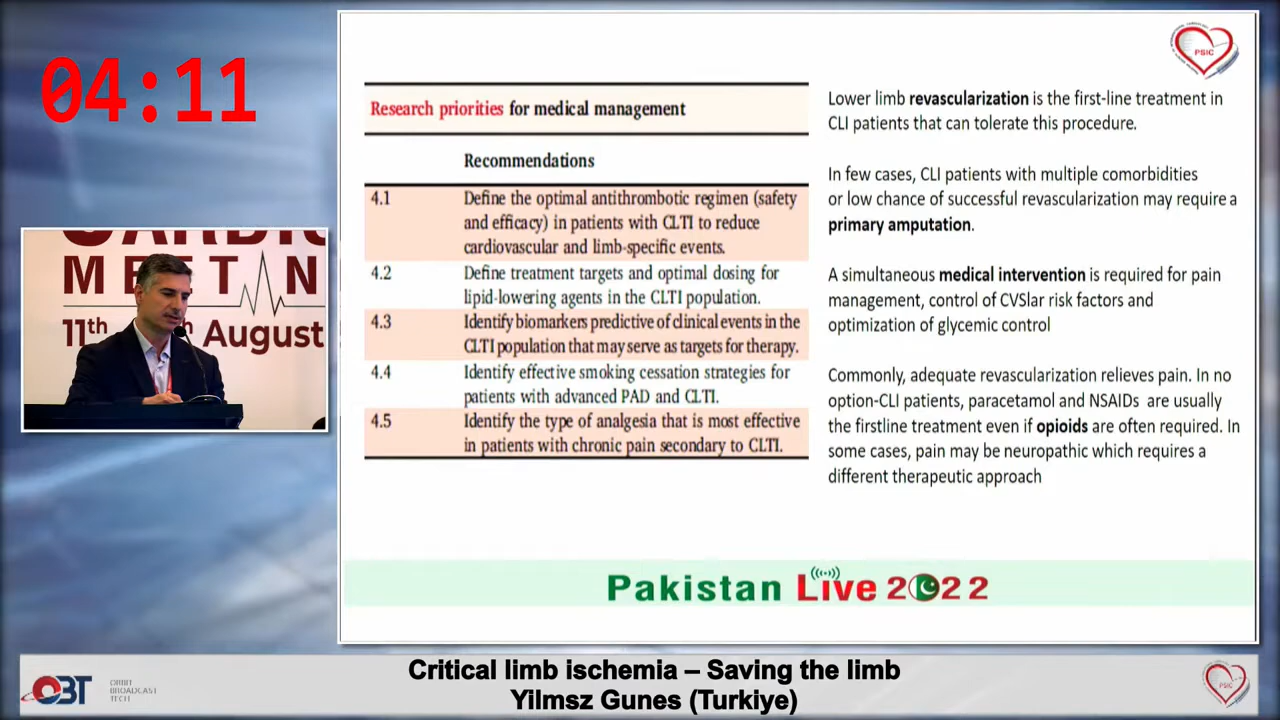 04:11
CARDIO
MEETIN
11th August
PSIC
Research priorities for medical management
Recommendations
4.1 Define the optimal antithrombotic regimen (safety
and efficacy) in patients with CLTI to reduce
cardovascular and limb-specific events.
4.2 Define treatment targets and optimal dosing for
lipid-lowering agents in the CLTI population.
4.3 Identify biomarkers predictive of clinical events in the
CLTI population that may serve as targets for therapy.
4.4 Identify effective smoking cessation strategies for
patients with advanced PAD and CLTI.
4.5 Identify the type of analgesia that is most effective
in patients with chronic pain secondary to CLTI.
Lower limb revascularization is the first-line treatment in
CLI patients that can tolerate this procedure.
In few cases, CLI patients with multiple comorbidities
or low chance of successful revascularization may require a
primary amputation.
A simultaneous medical intervention is required for pain
management, control of CVSlar risk factors and
optimization of glycemic control
Commonly, adequate revascularization relieves pain. In no
option-CLI patients, paracetamol and NSAIDs are usually
the firstline treatment even if opioids are often required. In
some cases, pain may be neuropathic which requires a
different therapeutic approach
Pakistan Live 2022
Critical limb ischemia – Saving the limb
Yilmsz Gunes (Turkiye)
OBT
ORBIT
BROADCAST
TECH
PSIC